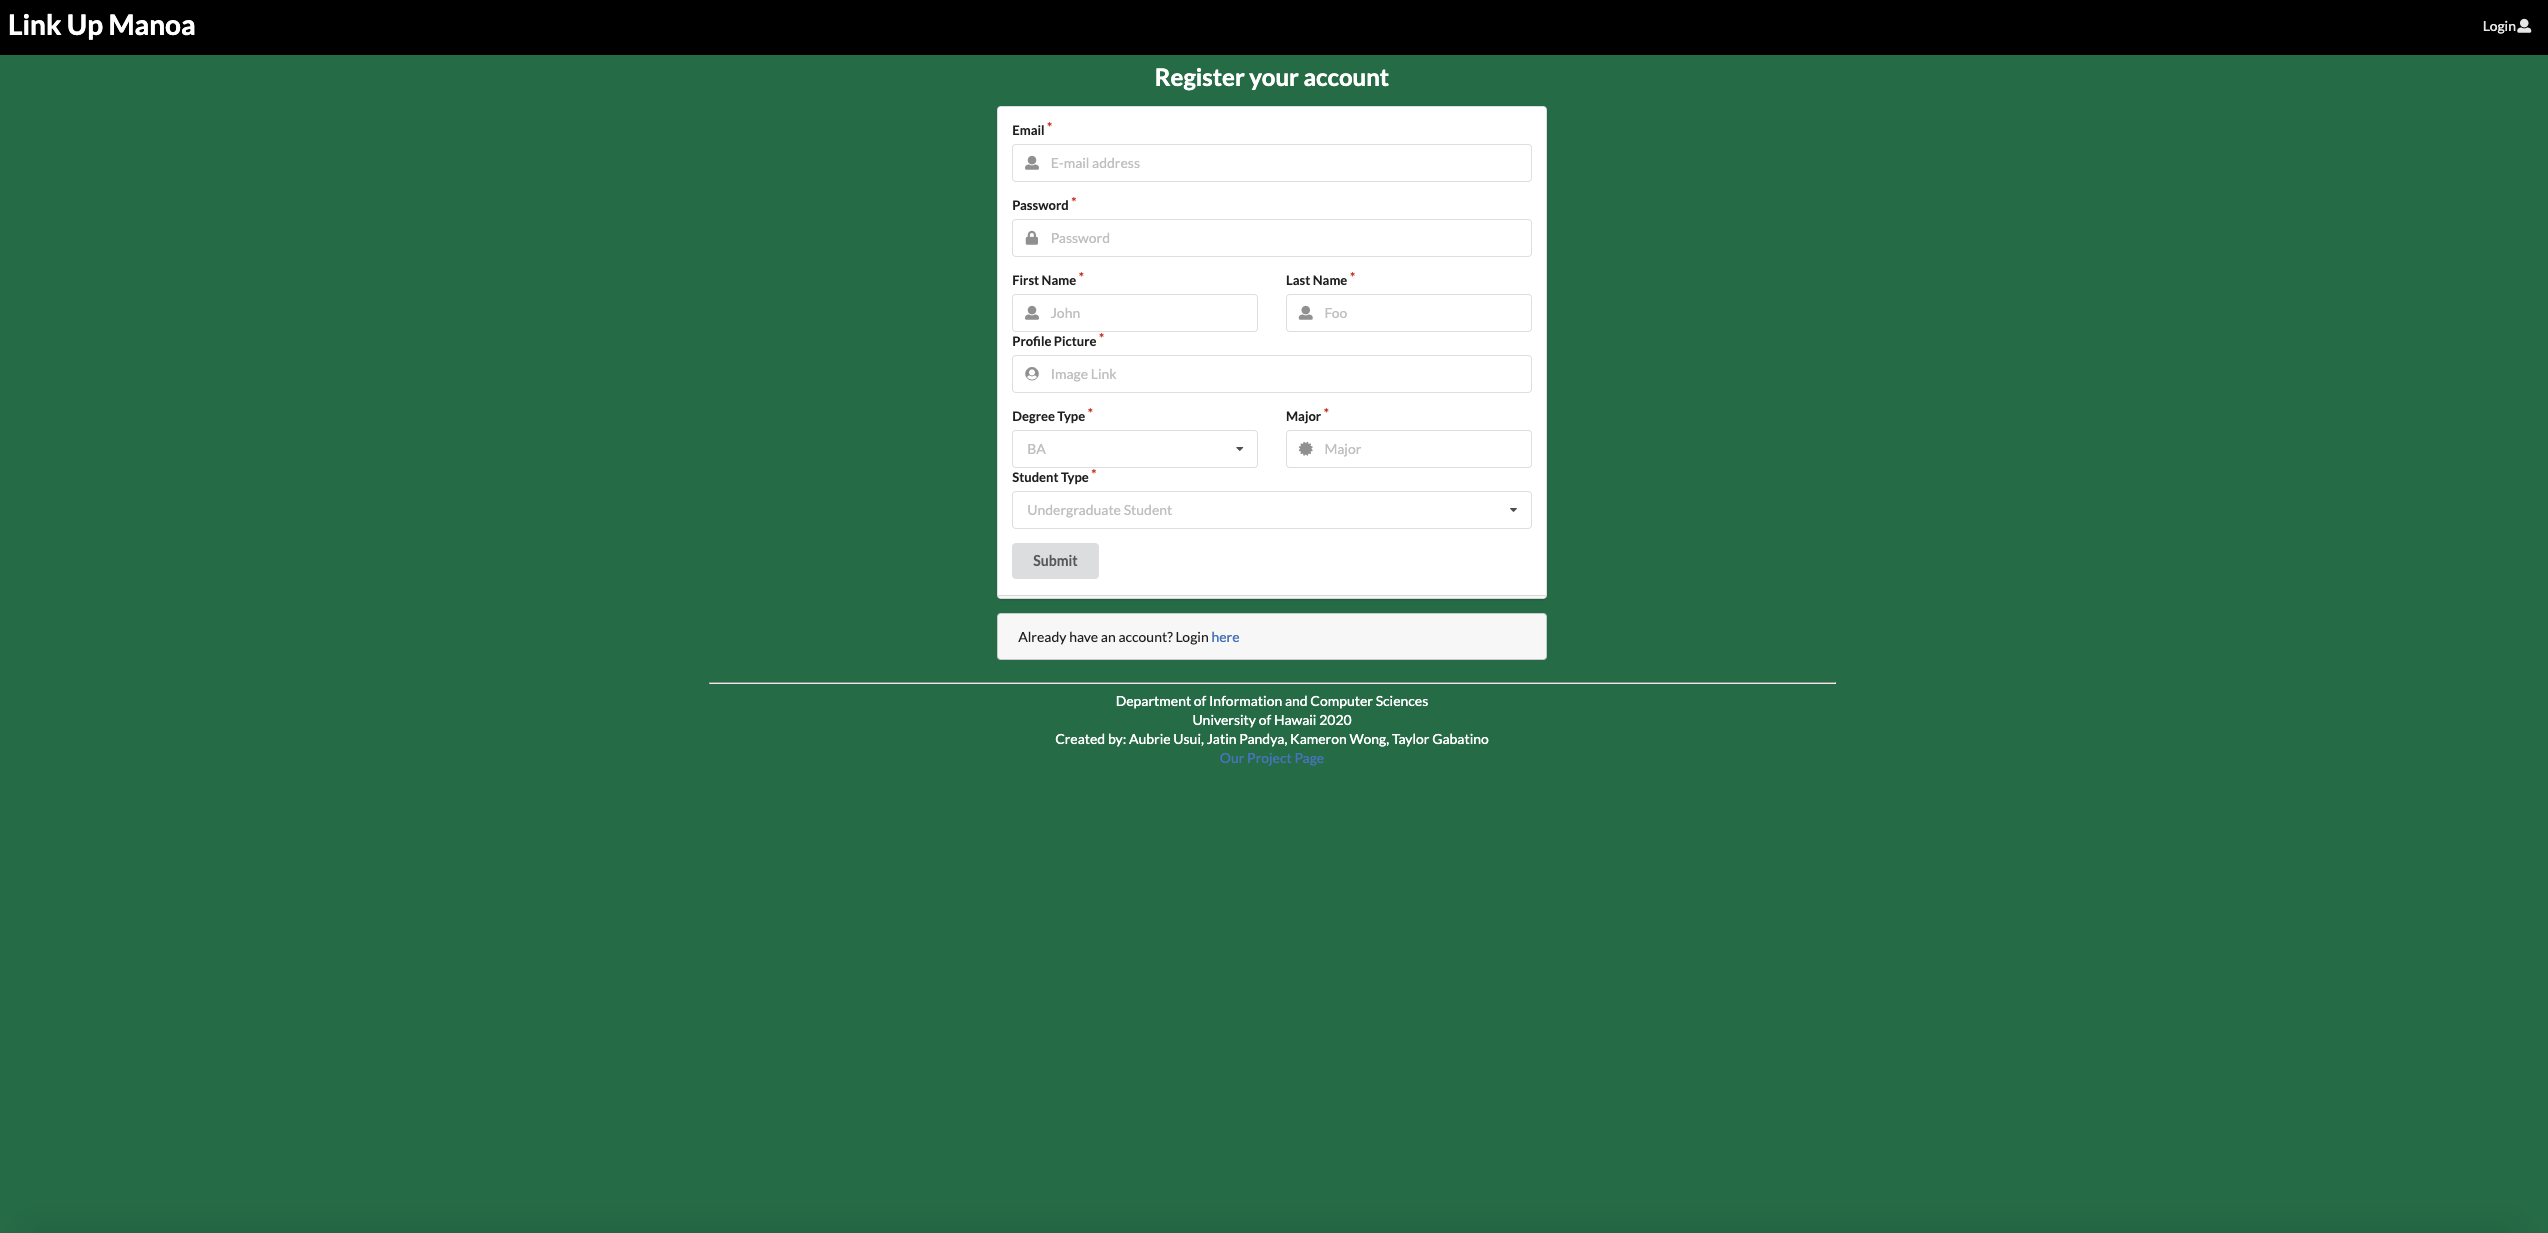 Link Up Manoa
Login
Register your account
Email *
E-mail address
Password *
Password
First Name * Last Name *
John Foo
Profile Picture *
Image Link
Degree Type * Major *
BA Major
Student Type *
Undergraduate Student
Submit
Already have an account? Login here
Department of Information and Computer Sciences
University of Hawaii 2020
Created by: Aubrie Usui, Jatin Pandya, Kameron Wong, Taylor Gabatino
Our Project Page